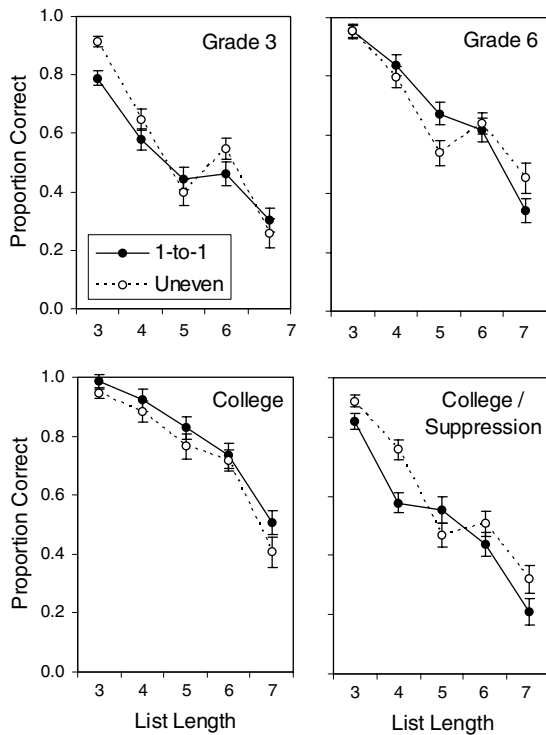 Grade 3
Grade 6
Proportion Correct
1.0
0.8
0.6
0.4
0.2
0.0
1-to-1
Uneven
3 4 5 6 7
3 4 5 6 7
College
College /
Suppression
Proportion Correct
1.0
0.8
0.6
0.4
0.2
0.0
3 4 5 6 7
3 4 5 6 7
List Length
List Length